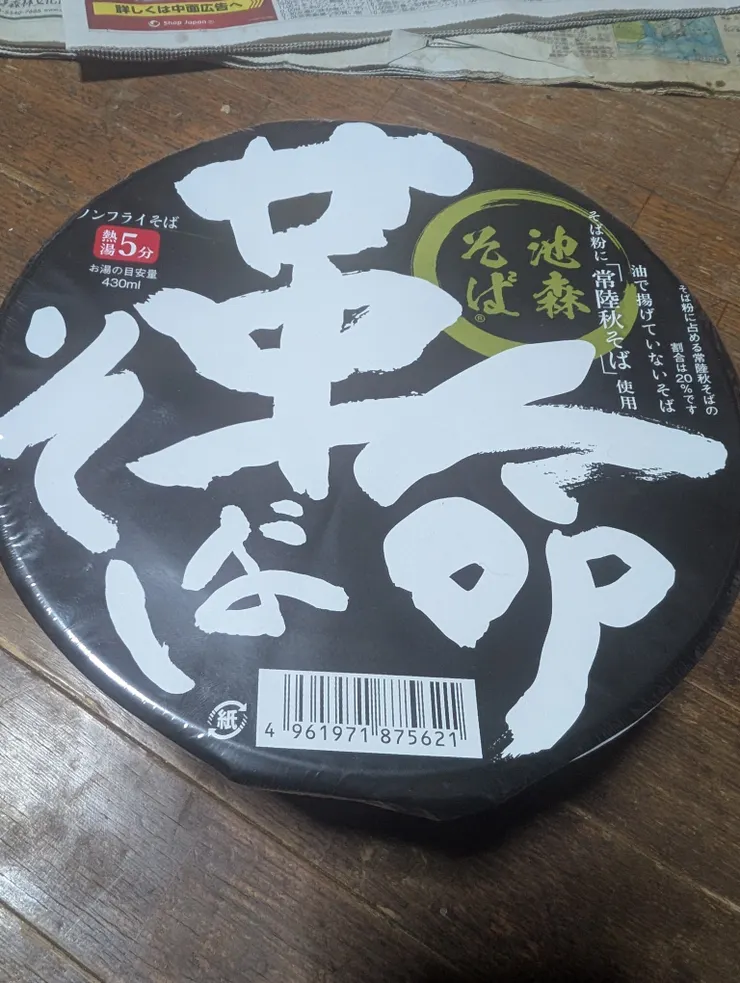 詳しくは中面広告へ
Shop Japan
ノンフライそば
熱湯5分
お湯の目安量
430ml
革命
そば
池森
そば®
そば粉に「常陸秋そば」使用
油で揚げていないそば
そば粉に占める常陸秋そばの
割合は20%です
紙
4 961971 875621